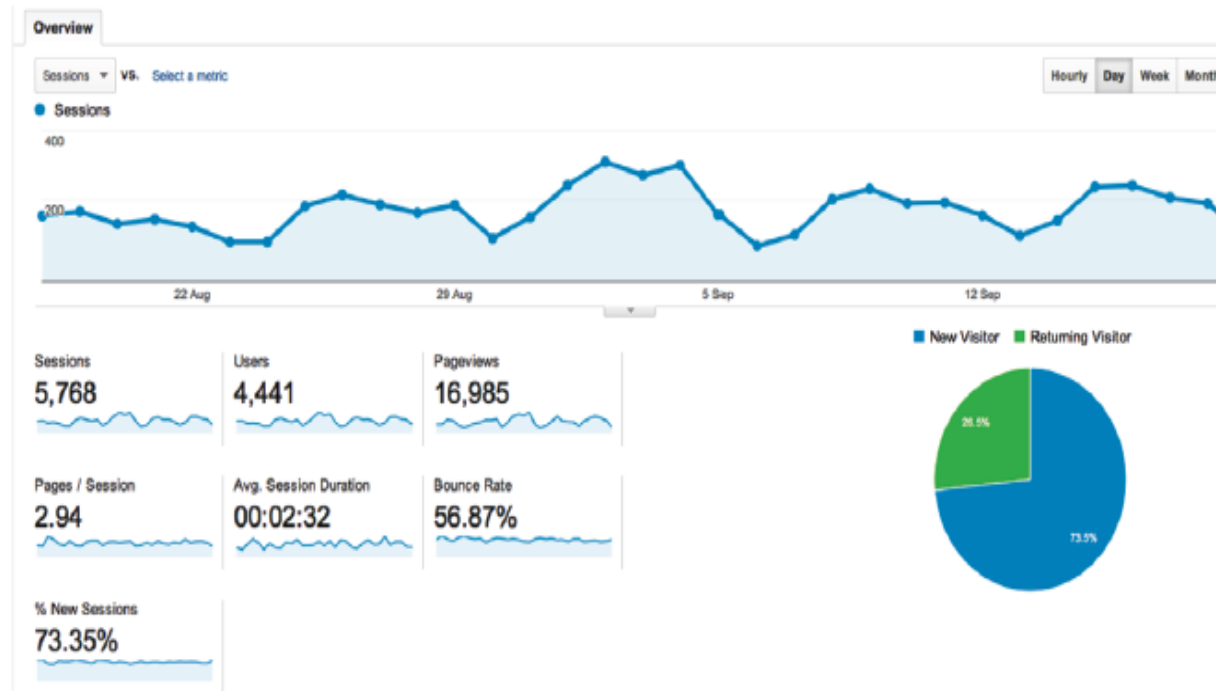 Overview
Sessions VS. Select a metric
Hourly Day Week Month
Sessions
400
200
22 Aug 29 Aug 5 Sep 12 Sep
New Visitor Returning Visitor
Sessions Users Pageviews
5,768 4,441 16,985
26.5%
Pages / Session Avg. Session Duration Bounce Rate
2.94 00:02:32 56.87%
73.5%
% New Sessions
73.35%